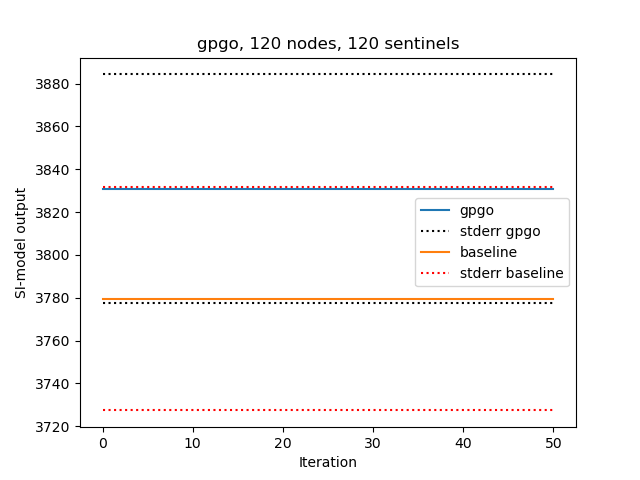 gpgo, 120 nodes, 120 sentinels
3880
3860
3840
3820
3800
3780
3760
3740
3720
SI-model output
gpgo
stderr gpgo
baseline
stderr baseline
0 10 20 30 40 50
Iteration